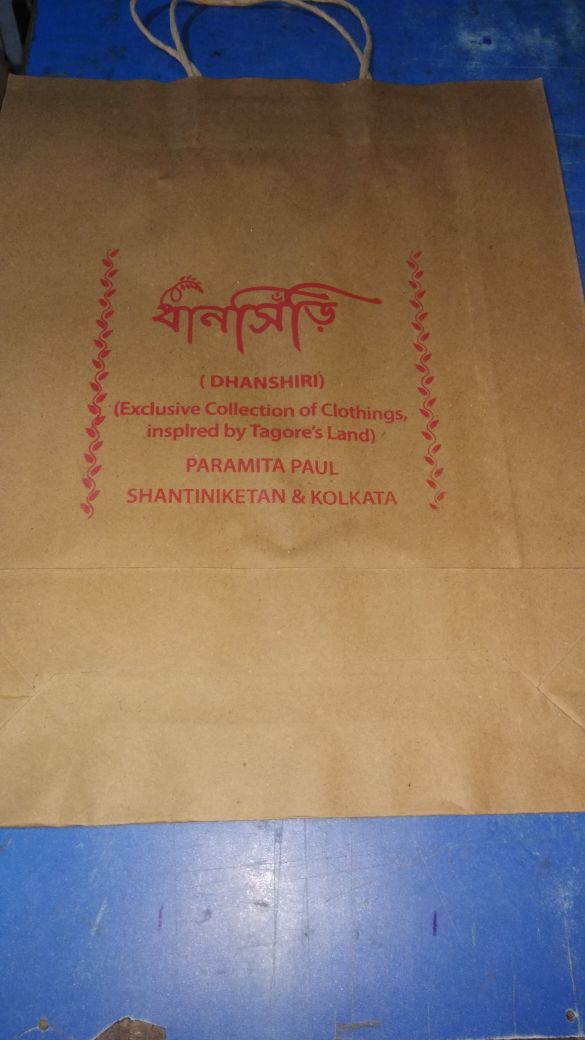 ধানসিঁড়ি
( DHANSHIRI)
(Exclusive Collection of Clothings,
inspired by Tagore's Land)
PARAMITA PAUL
SHANTINIKETAN & KOLKATA